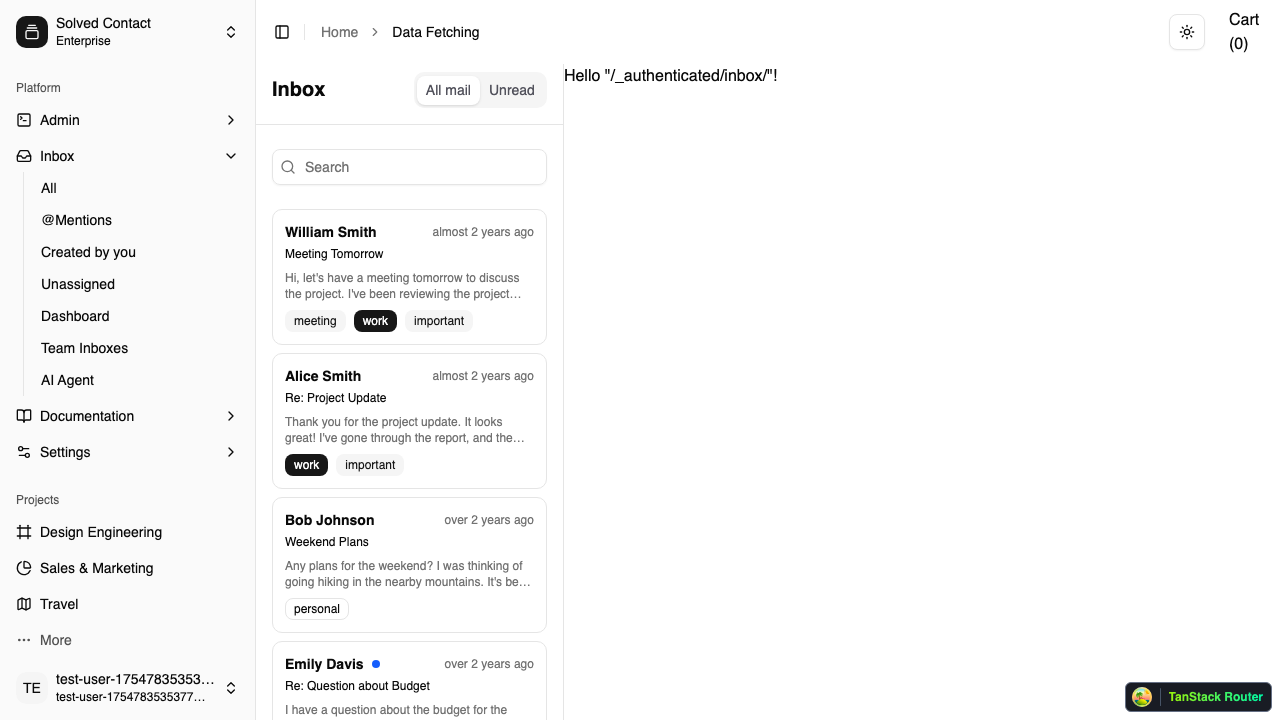 Solved Contact
Enterprise
Platform
Admin
Inbox
All
@Mentions
Created by you
Unassigned
Dashboard
Team Inboxes
AI Agent
Documentation
Settings
Projects
Design Engineering
Sales & Marketing
Travel
More
TE
test-user-17547835353…
test-user-1754783535377…
Home
Data Fetching
Cart
(0)
Inbox
All mail
Unread
Search
William Smith
almost 2 years ago
Meeting Tomorrow
Hi, let's have a meeting tomorrow to discuss
the project. I've been reviewing the project…
meeting
work
important
Alice Smith
almost 2 years ago
Re: Project Update
Thank you for the project update. It looks
great! I've gone through the report, and the…
work
important
Bob Johnson
over 2 years ago
Weekend Plans
Any plans for the weekend? I was thinking of
going hiking in the nearby mountains. It's be…
personal
Emily Davis
over 2 years ago
Re: Question about Budget
I have a question about the budget for the
Hello "/_authenticated/inbox/"!
TanStack Router